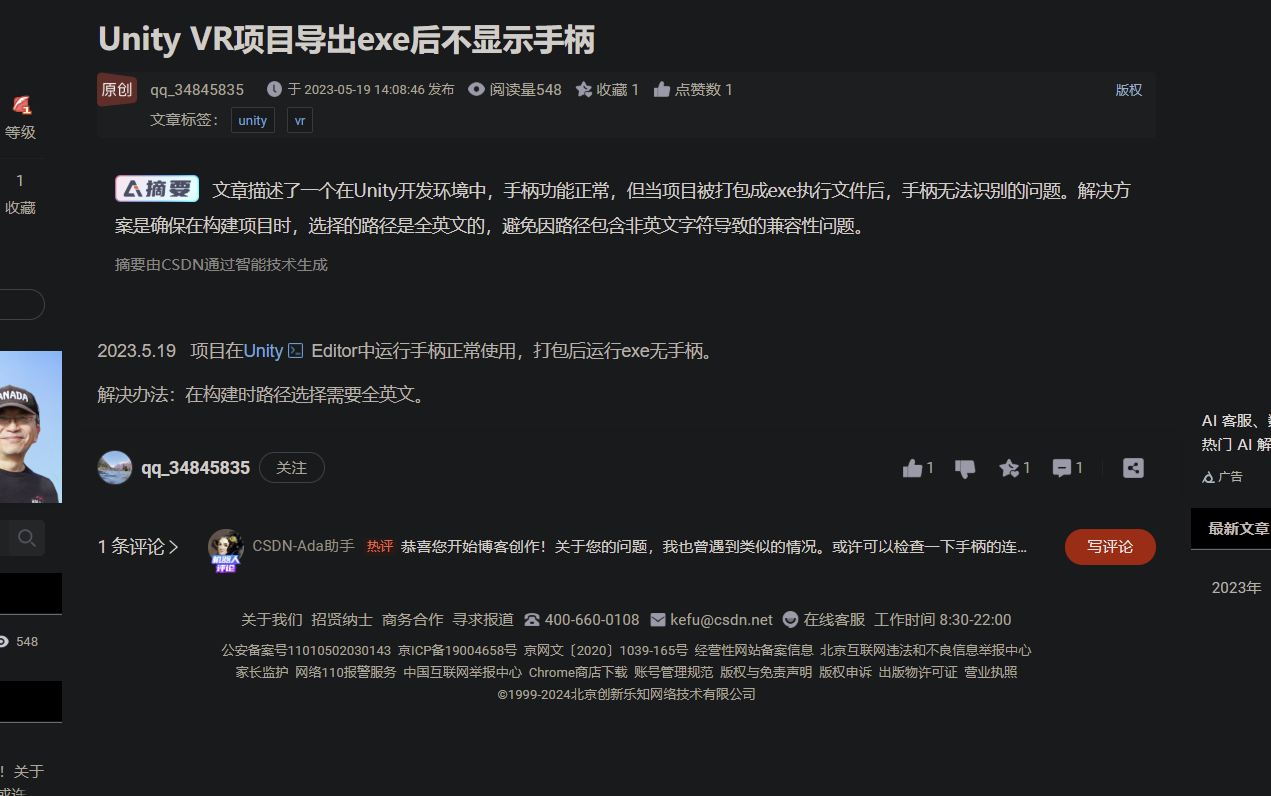 Unity VR项目导出exe后不显示手柄
原创 qq_34845835 于 2023-05-19 14:08:46 发布 阅读量548 收藏 1 点赞数 1 版权
文章标签： unity vr
1
等级
1
收藏
摘要 文章描述了一个在Unity开发环境中，手柄功能正常，但当项目被打包成exe执行文件后，手柄无法识别的问题。解决方
案是确保在构建项目时，选择的路径是全英文的，避免因路径包含非英文字符导致的兼容性问题。
摘要由CSDN通过智能技术生成
2023.5.19 项目在Unity Editor中运行手柄正常使用，打包后运行exe无手柄。
解决办法：在构建时路径选择需要全英文。
ANADA
qq_34845835 关注 1 1 1
1 条评论 CSDN-Ada助手 热评 恭喜您开始博客创作！关于您的问题，我也曾遇到类似的情况。或许可以检查一下手柄的连... 写评论
机器人
评论
关于我们 招贤纳士 商务合作 寻求报道 400-660-0108 kefu@csdn.net 在线客服 工作时间 8:30-22:00
公安备案号11010502030143 京ICP备19004658号 京网文〔2020〕1039-165号 经营性网站备案信息 北京互联网违法和不良信息举报中心
家长监护 网络110报警服务 中国互联网举报中心 Chrome商店下载 账号管理规范 版权与免责声明 版权申诉 出版物许可证 营业执照
©1999-2024北京创新乐知网络技术有限公司
548
！关于
AI 客服、
热门 AI 解
广告
最新文章
2023年